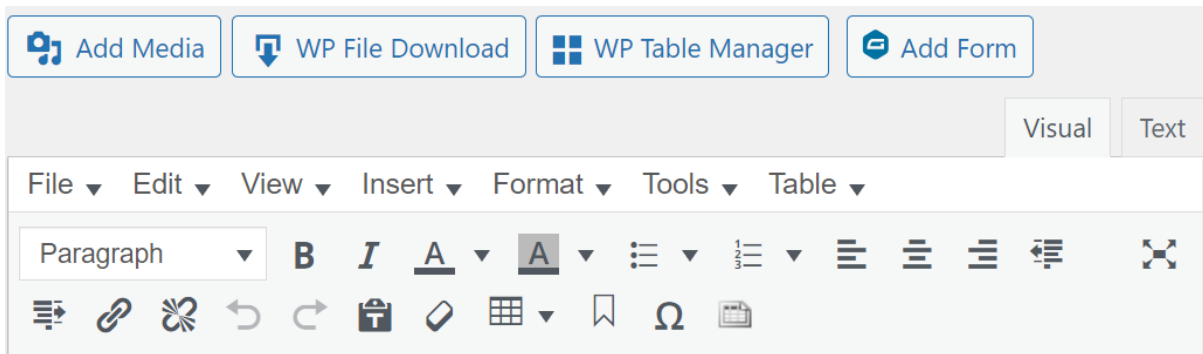 Add Media WP File Download WP Table Manager Add Form
Visual Text
File Edit View Insert Format Tools Table
Paragraph B I A A
Ω